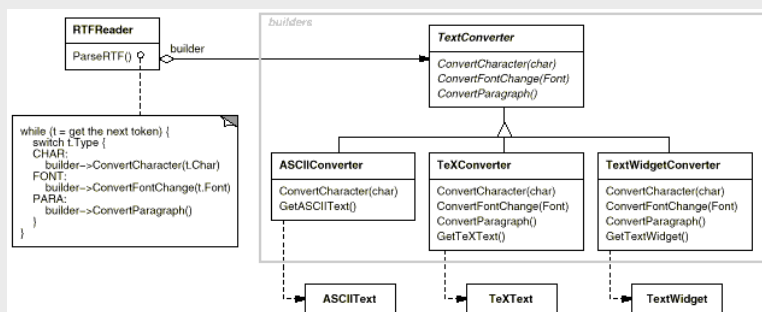 builders
RTFReader
ParseRTF()
builder
TextConverter
ConvertCharacter(char)
ConvertFontChange(Font)
ConvertParagraph()
while (t = get the next token) {
switch t.Type {
CHAR:
builder->ConvertCharacter(t.Char)
FONT:
builder->ConvertFontChange(t.Font)
PARA:
builder->ConvertParagraph()
}
}
ASCIIConverter
ConvertCharacter(char)
GetASCIIText()
TeXConverter
ConvertCharacter(char)
ConvertFontChange(Font)
ConvertParagraph()
GetTeXText()
TextWidgetConverter
ConvertCharacter(char)
ConvertFontChange(Font)
ConvertParagraph()
GetTextWidget()
ASCIIText
TeXText
TextWidget